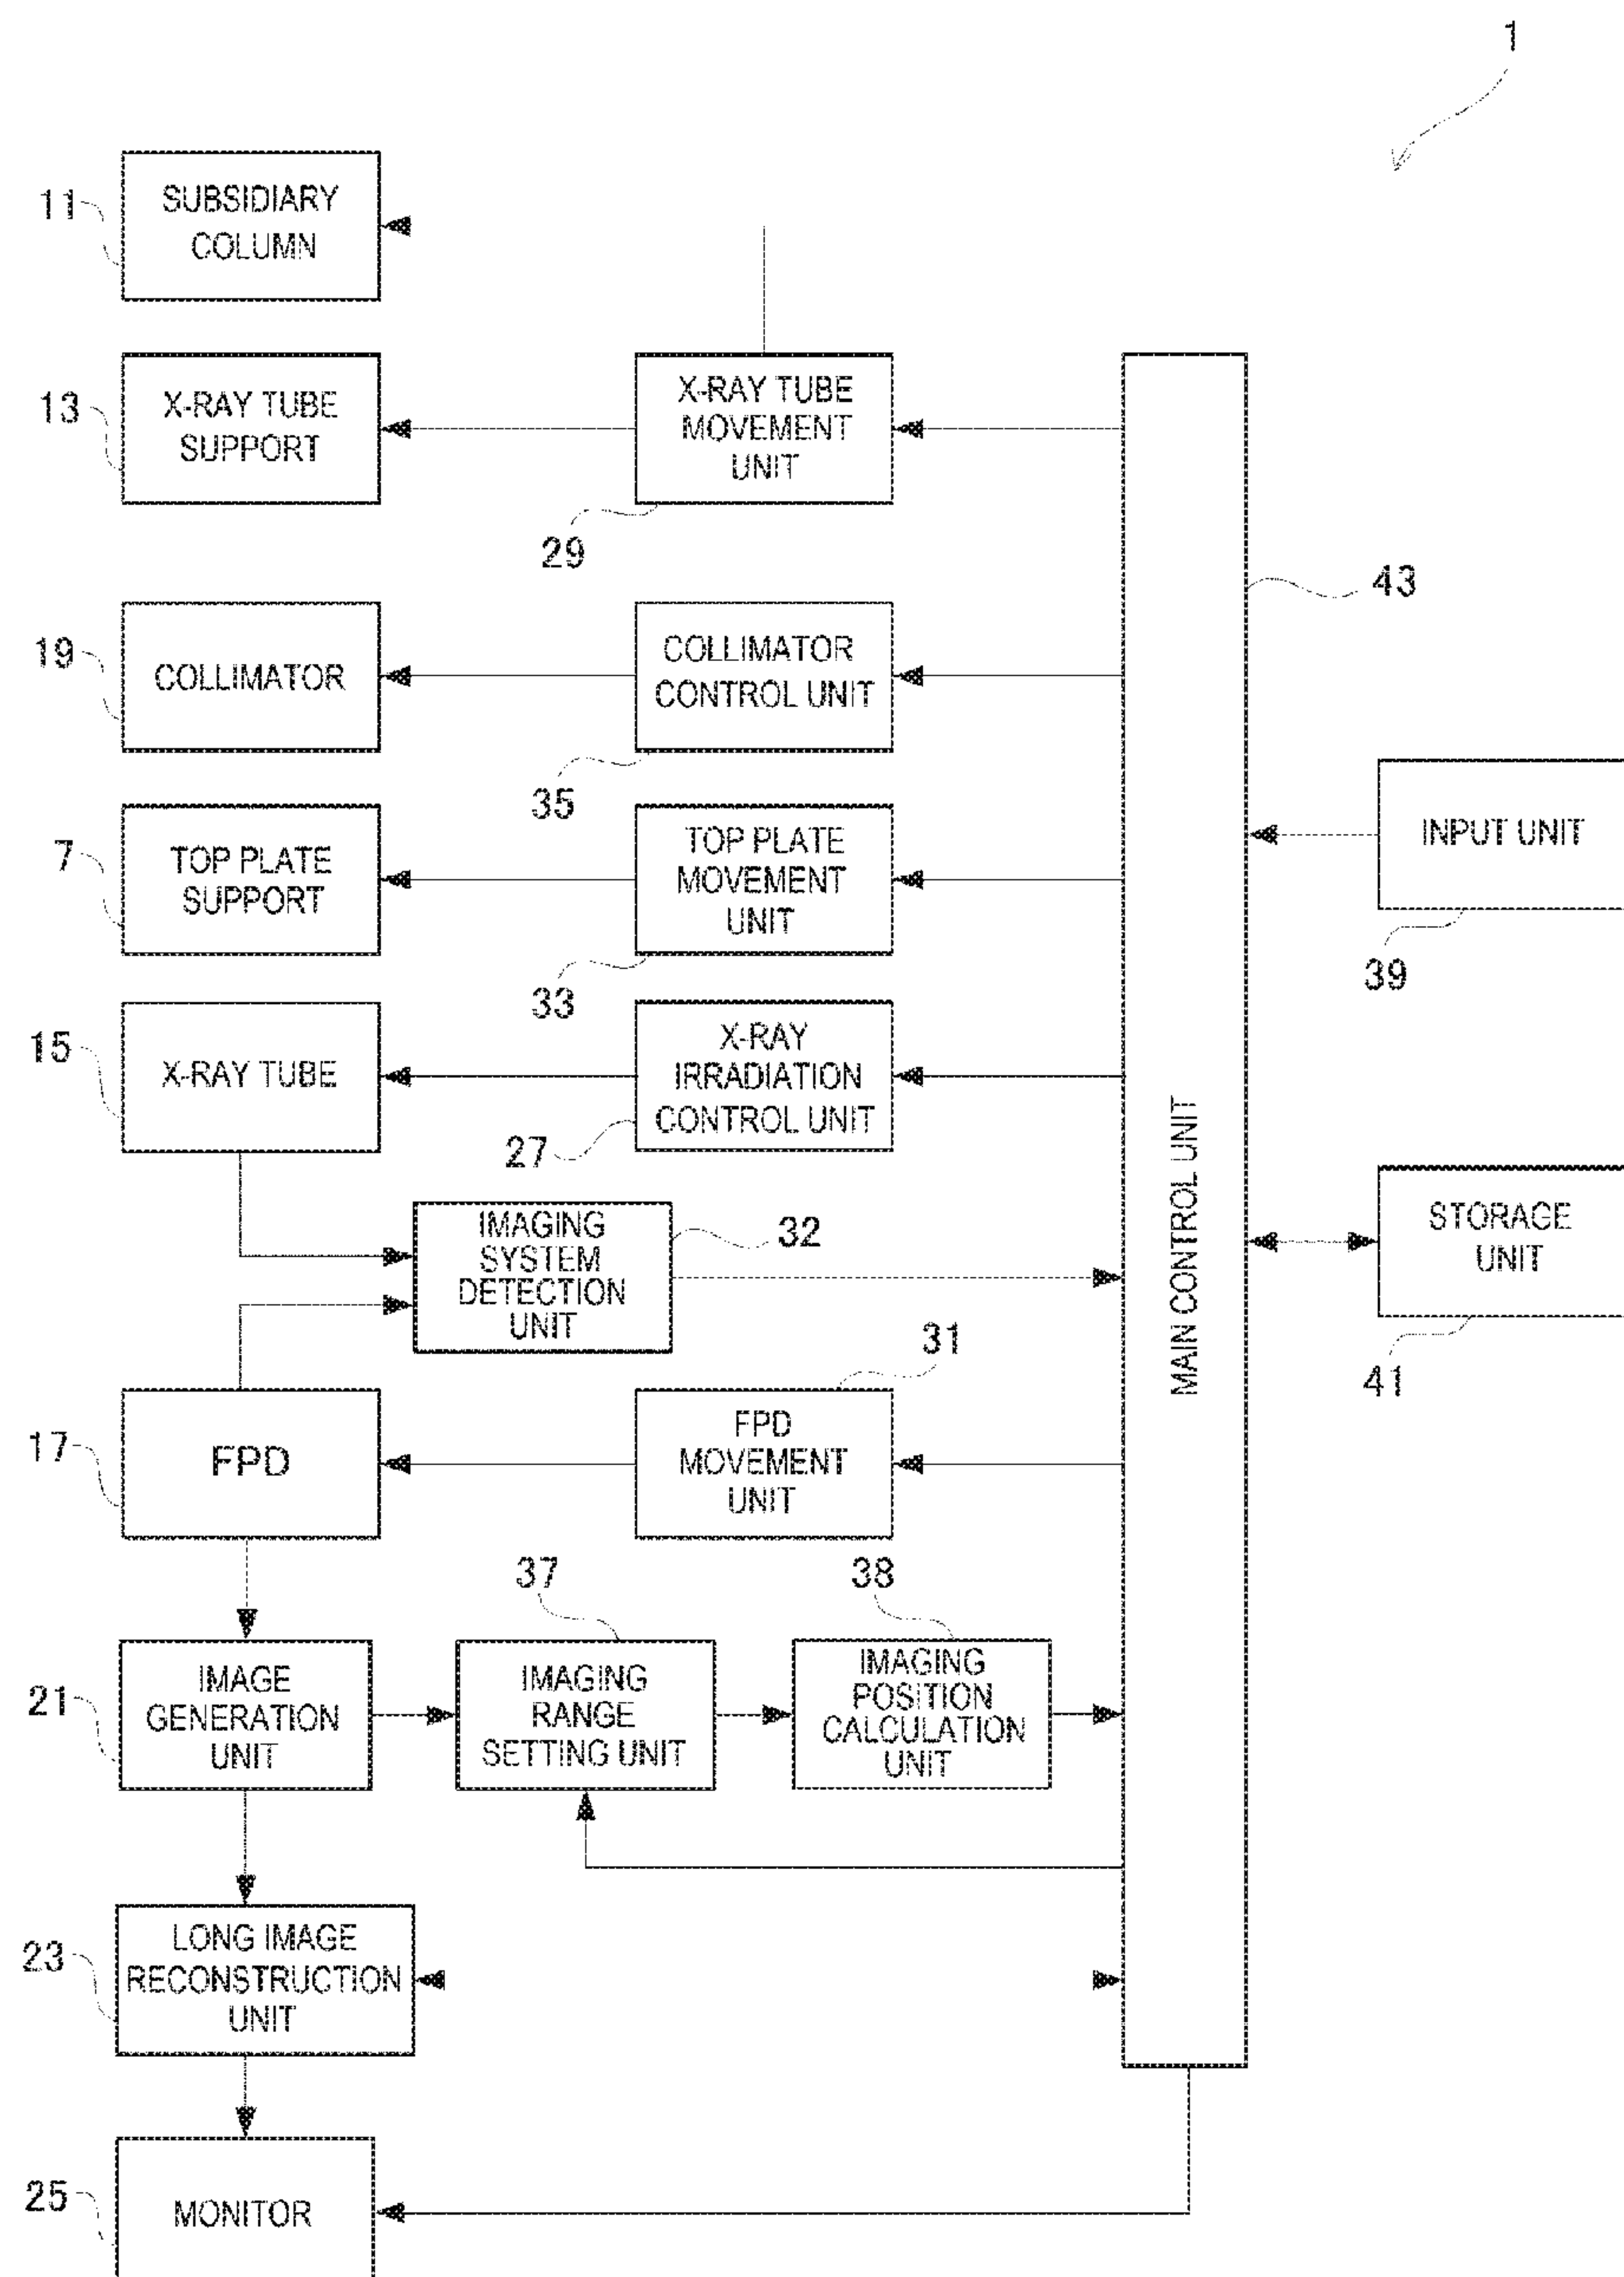 1
11
SUBSIDIARY
COLUMN
13
X-RAY TUBE
SUPPORT
X-RAY TUBE
MOVEMENT
UNIT
29
43
19
COLLIMATOR
COLLIMATOR
CONTROL UNIT
35
7
TOP PLATE
SUPPORT
TOP PLATE
MOVEMENT
UNIT
33
INPUT UNIT
39
15
X-RAY TUBE
X-RAY
IRRADIATION
CONTROL UNIT
27
MAIN CONTROL UNIT
IMAGING
SYSTEM
DETECTION
UNIT
32
STORAGE
UNIT
41
31
17
FPD
FPD
MOVEMENT
UNIT
37
38
21
IMAGE
GENERATION
UNIT
IMAGING
RANGE
SETTING UNIT
IMAGING
POSITION
CALCULATION
UNIT
23
LONG IMAGE
RECONSTRUCTION
UNIT
25
MONITOR